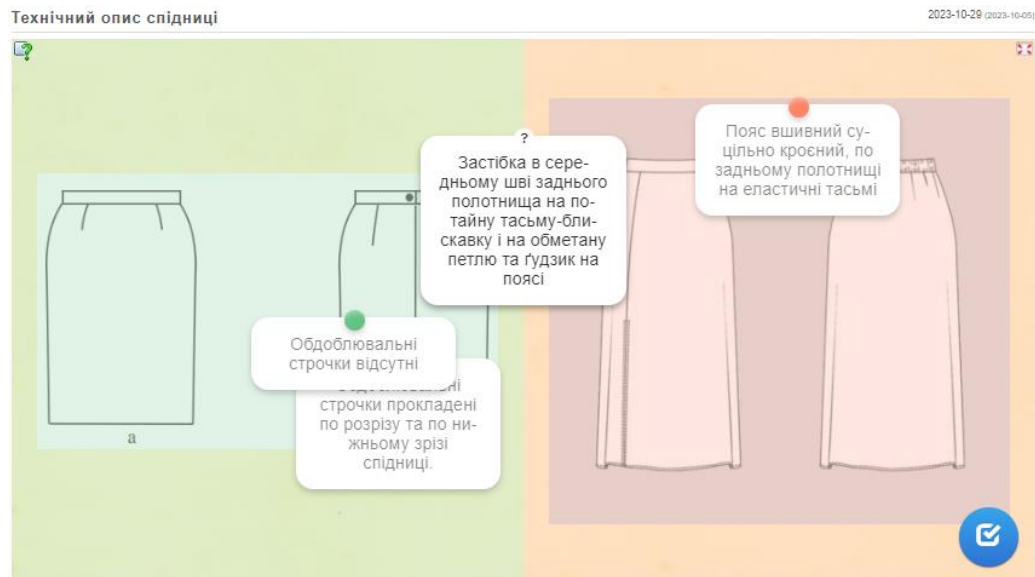 Технічний опис спідниці
2023-10-29 (2023-10-05)
?
Застібка в сере-
дньому шві заднього
полотнища на по-
тайну тасьму-бли-
скавку і на обметану
петлю та ґудзик на
поясі
Пояс вшивний су-
цільно кроєний, по
задньому полотнищі
на еластичні тасьмі
Обдоблювальні
строчки відсутні
строчки прокладені
по розрізу та по ни-
жньому зрізі
спідниці.
а